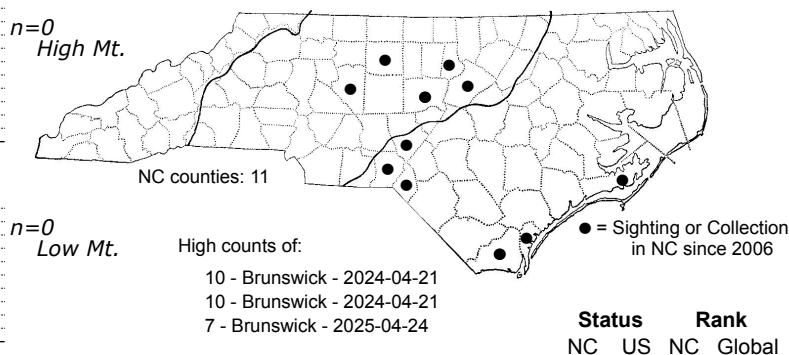 n=0
High Mt.
NC counties: 11
n=0
Low Mt.
High counts of:
10 - Brunswick - 2024-04-21
10 - Brunswick - 2024-04-21
7 - Brunswick - 2025-04-24
● = Sighting or Collection
in NC since 2006
Status Rank
NC US NC Global